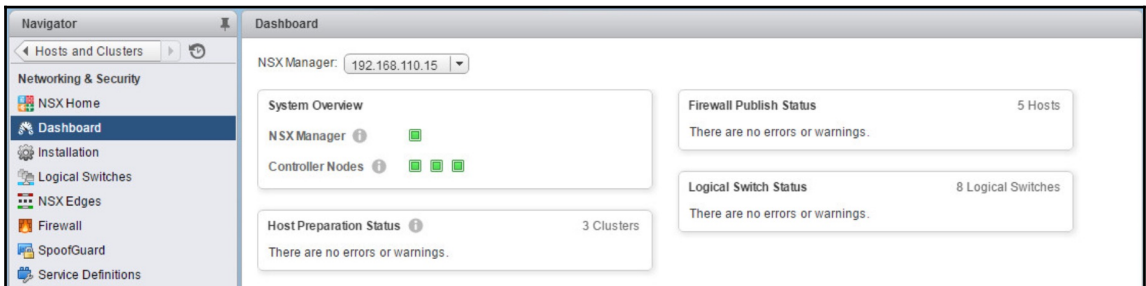 Navigator
Hosts and Clusters
Networking & Security
NSX Home
Dashboard
Installation
Logical Switches
NSX Edges
Firewall
SpoofGuard
Service Definitions
Dashboard
NSX Manager: 192.168.110.15
System Overview
NSX Manager
Controller Nodes
Host Preparation Status 3 Clusters
There are no errors or warnings.
Firewall Publish Status 5 Hosts
There are no errors or warnings.
Logical Switch Status 8 Logical Switches
There are no errors or warnings.